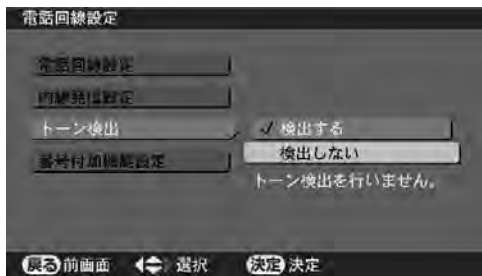 電話回線設定
電話回線設定
内線発信設定
トーン検出
✓ 検出する
検出しない
番号付加機能設定
トーン検出を行いません。
戻る 前画面 選択 決定 決定